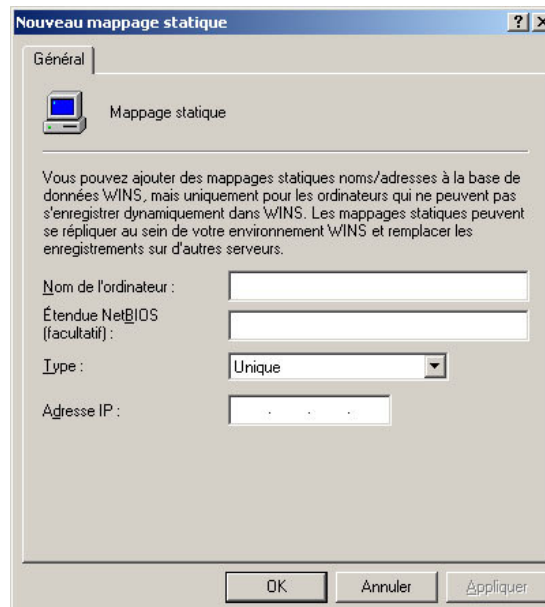 Nouveau mappage statique
Général
Mappage statique
Vous pouvez ajouter des mappages statiques noms/adresses à la base de
données WINS, mais uniquement pour les ordinateurs qui ne peuvent pas
s'enregistrer dynamiquement dans WINS. Les mappages statiques peuvent
se répliquer au sein de votre environnement WINS et remplacer les
enregistrements sur d'autres serveurs.
Nom de l'ordinateur :
Étendue NetBIOS
(facultatif) :
Type :
Unique
Adresse IP :
OK Annuler Appliquer